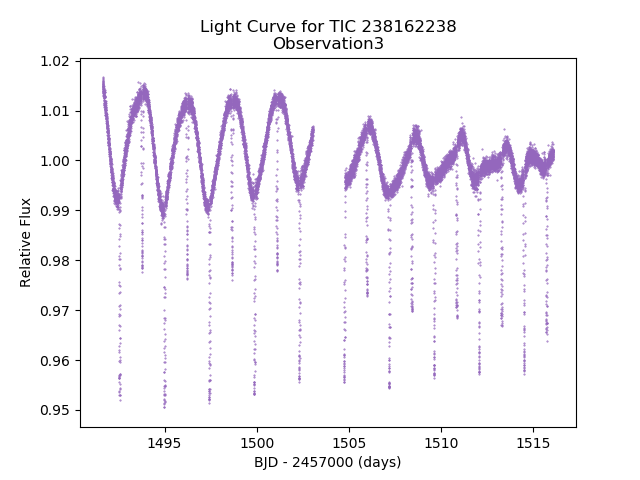 Light Curve for TIC 238162238
Observation3
1.02
1.01
1.00
0.99
0.98
0.97
0.96
0.95
Relative Flux
1495 1500 1505 1510 1515
BJD - 2457000 (days)